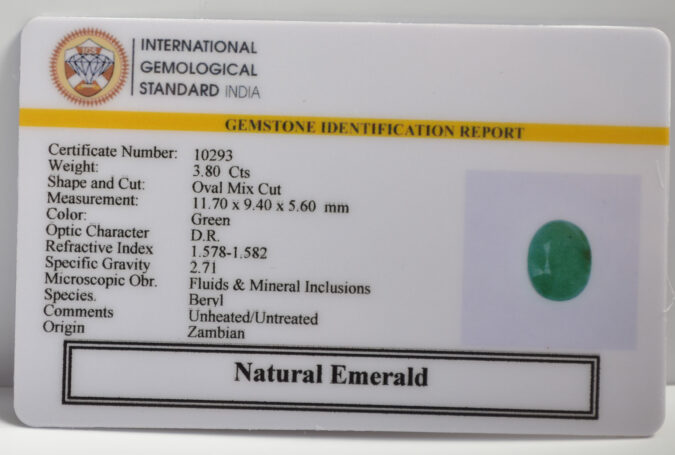 IGS
INTERNATIONAL
GEMOLOGICAL
STANDARD INDIA
GEMSTONE IDENTIFICATION REPORT
Certificate Number: 10293
Weight: 3.80 Cts
Shape and Cut: Oval Mix Cut
Measurement: 11.70 x 9.40 x 5.60 mm
Color: Green
Optic Character D.R.
Refractive Index 1.578-1.582
Specific Gravity 2.71
Microscopic Obr. Fluids & Mineral Inclusions
Species. Beryl
Comments Unheated/Untreated
Origin Zambian
Natural Emerald